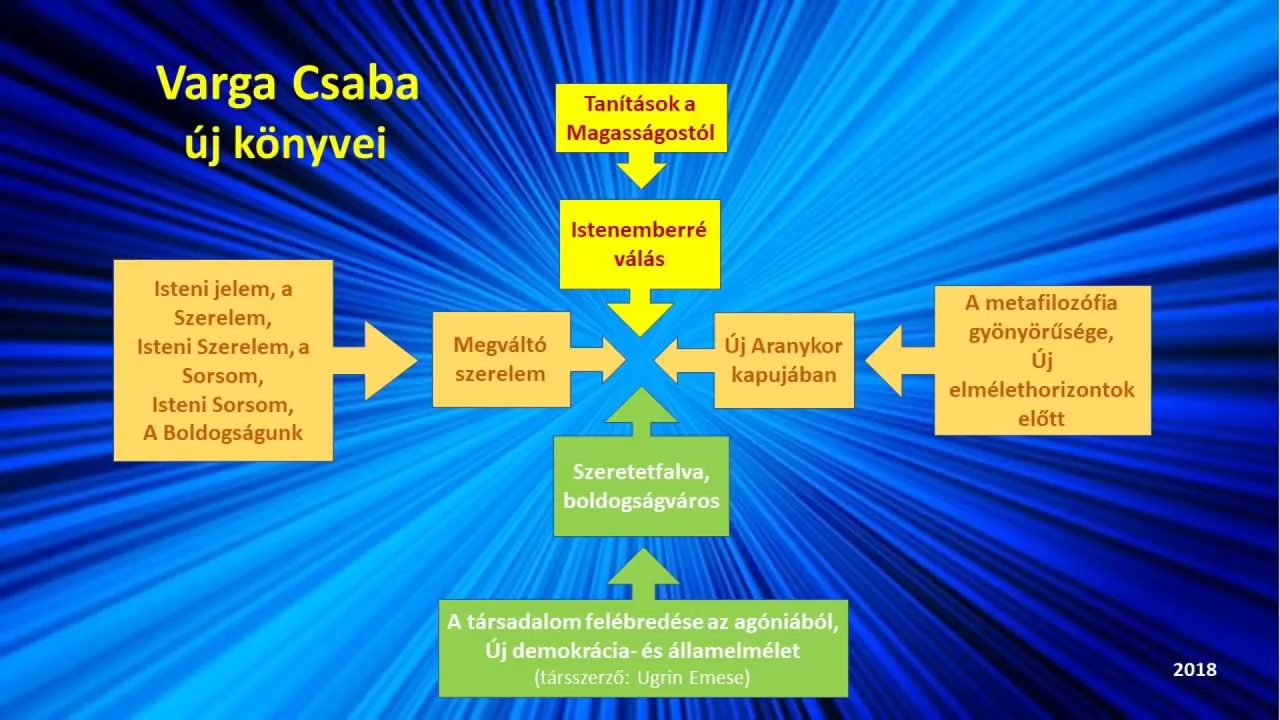 Varga Csaba
új könyvei
Tanítások a
Magasságostól
Istenemberré
válás
Isteni jelem, a
Szerelem,
Isteni Szerelem, a
Sorsom,
Isteni Sorsom,
A Boldogságunk
Megváltó
szerelem
Új Aranykor
kapujában
A metafilozófia
gyönyörűsége,
Új
elmélethorizontok
előtt
Szeretetfalva,
boldogságváros
A társadalom felébredése az agóniából,
Új demokrácia- és államelmélet
(társszerző: Ugrin Emese)
2018